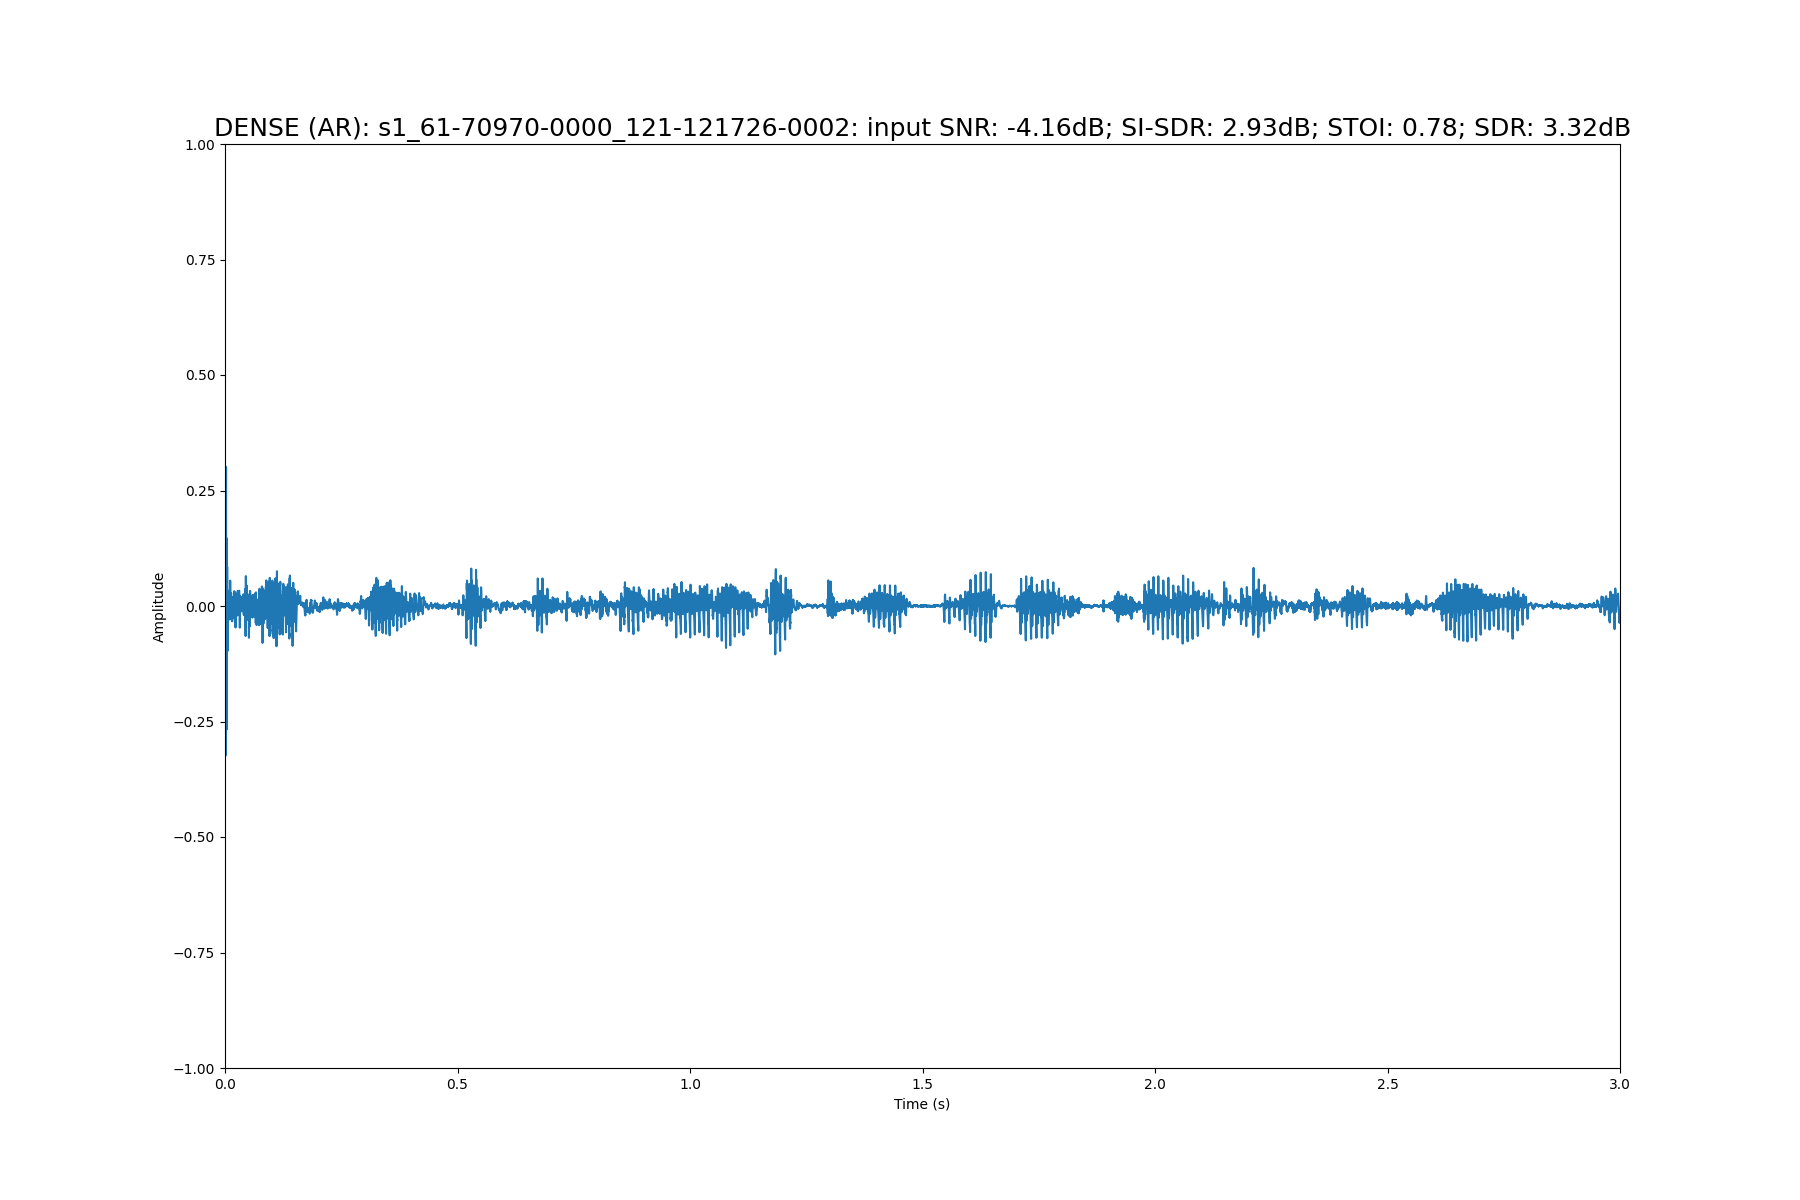 DENSE (AR): s1_61-70970-0000_121-121726-0002: input SNR: -4.16dB; SI-SDR: 2.93dB; STOI: 0.78; SDR: 3.32dB
1.00
0.75
0.50
0.25
0.00
−0.25
−0.50
−0.75
−1.00
Amplitude
0.0 0.5 1.0 1.5 2.0 2.5 3.0
Time (s)